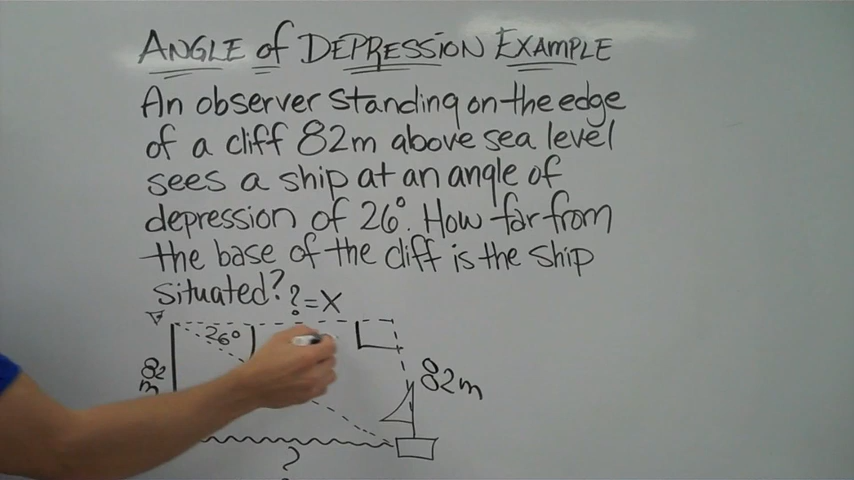 ANGLE of DEPRESSION EXAMPLE
An observer standing on the edge
of a cliff 82m above sea level
sees a ship at an angle of
depression of 26°. How far from
the base of the cliff is the ship
situated? ? = X
26°
82
m
82m
?